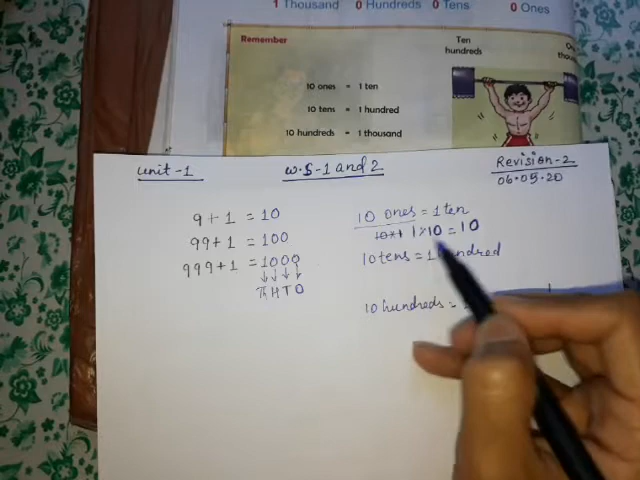 1 Thousand 0 Hundreds 0 Tens 0 Ones
Remember
Ten
hundreds
10 ones = 1 ten
10 tens = 1 hundred
10 hundreds = 1 thousand
Unit-1
W.S-1 and 2
Revision-2
06.05.20
9+1 = 10
99+1 = 100
999+1 = 1000
Th H T O
10 ones = 1 ten
1×10 = 10
10 tens = 1 hundred
10 hundreds =